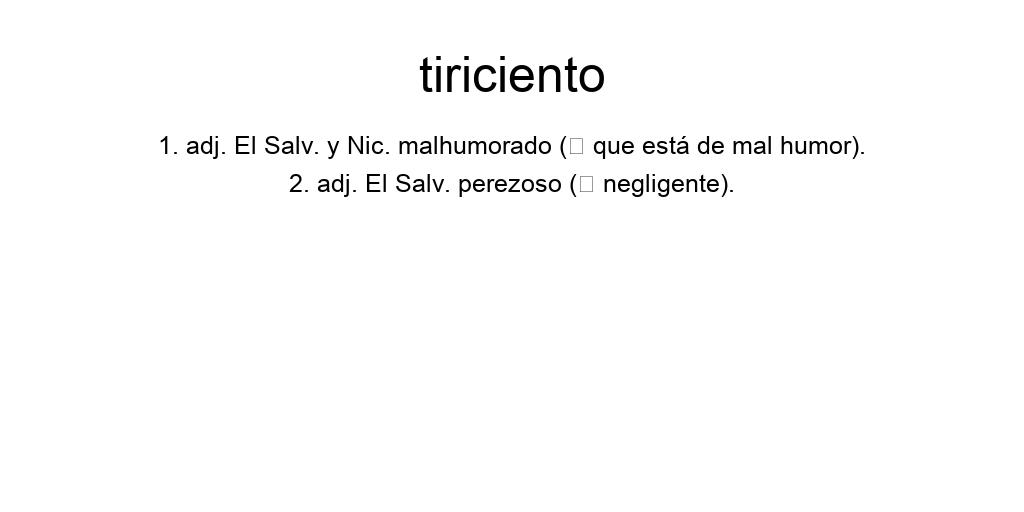 tiriciento
1. adj. El Salv. y Nic. malhumorado (□ que está de mal humor).
2. adj. El Salv. perezoso (□ negligente).